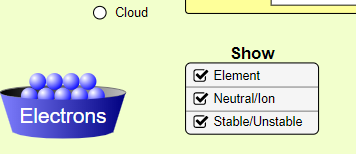 Cloud
Show
Element
Neutral/Ion
Stable/Unstable
Electrons